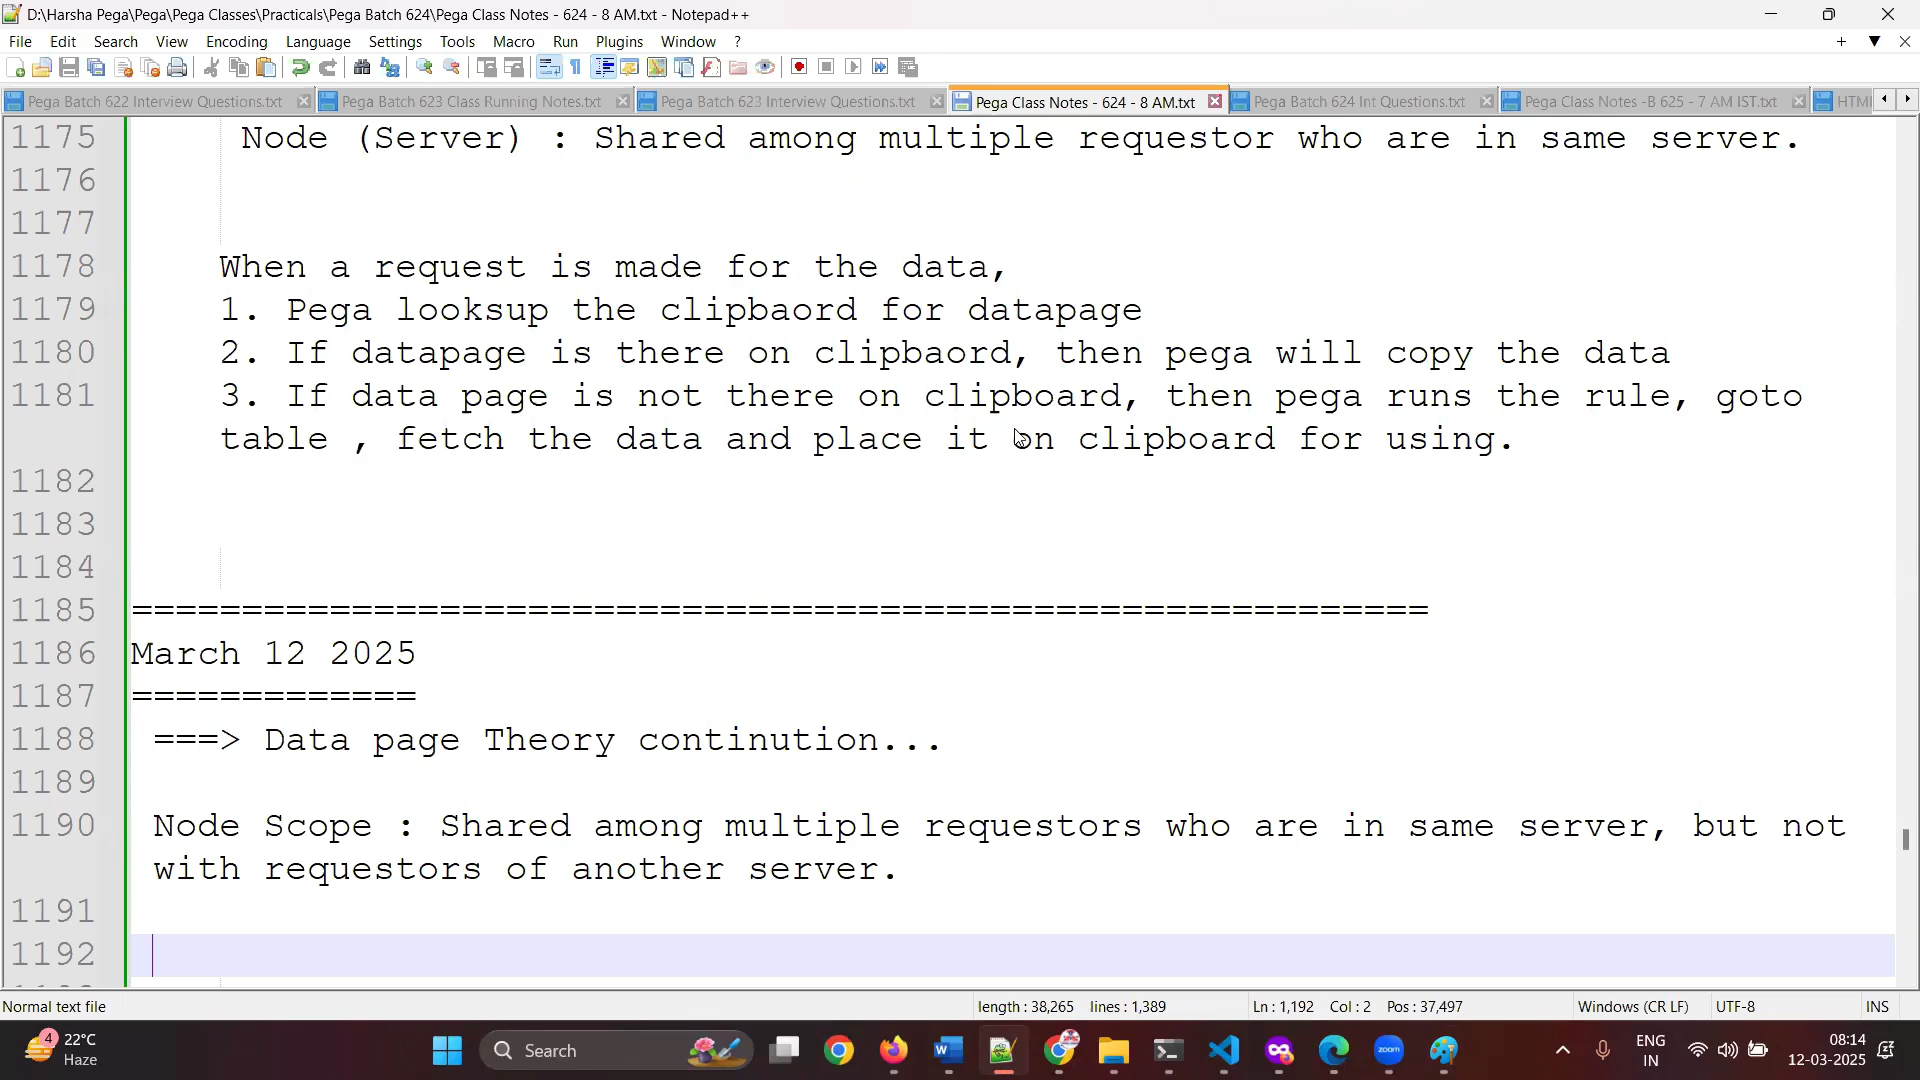 D:\Harsha Pega\Pega\Pega Classes\Practicals\Pega Batch 624\Pega Class Notes - 624 - 8 AM.txt - Notepad++
File Edit Search View Encoding Language Settings Tools Macro Run Plugins Window ?
Pega Batch 622 Interview Questions.txt Pega Batch 623 Class Running Notes.txt Pega Batch 623 Interview Questions.txt Pega Class Notes - 624 - 8 AM.txt Pega Batch 624 Int Questions.txt Pega Class Notes -B 625 - 7 AM IST.txt HTM
1175 Node (Server) : Shared among multiple requestor who are in same server.
1176
1177
1178 When a request is made for the data,
1179 1. Pega looksup the clipbaord for datapage
1180 2. If datapage is there on clipbaord, then pega will copy the data
1181 3. If data page is not there on clipboard, then pega runs the rule, goto
table , fetch the data and place it on clipboard for using.
1182
1183
1184
1185 ===========================================================
1186 March 12 2025
1187 =============
1188 ===> Data page Theory continution...
1189
1190 Node Scope : Shared among multiple requestors who are in same server, but not
with requestors of another server.
1191
1192
Normal text file length : 38,265 lines : 1,389 Ln : 1,192 Col : 2 Pos : 37,497 Windows (CR LF) UTF-8 INS
4 22°C
Haze
Search
zoom
ENG
IN
08:14
12-03-2025